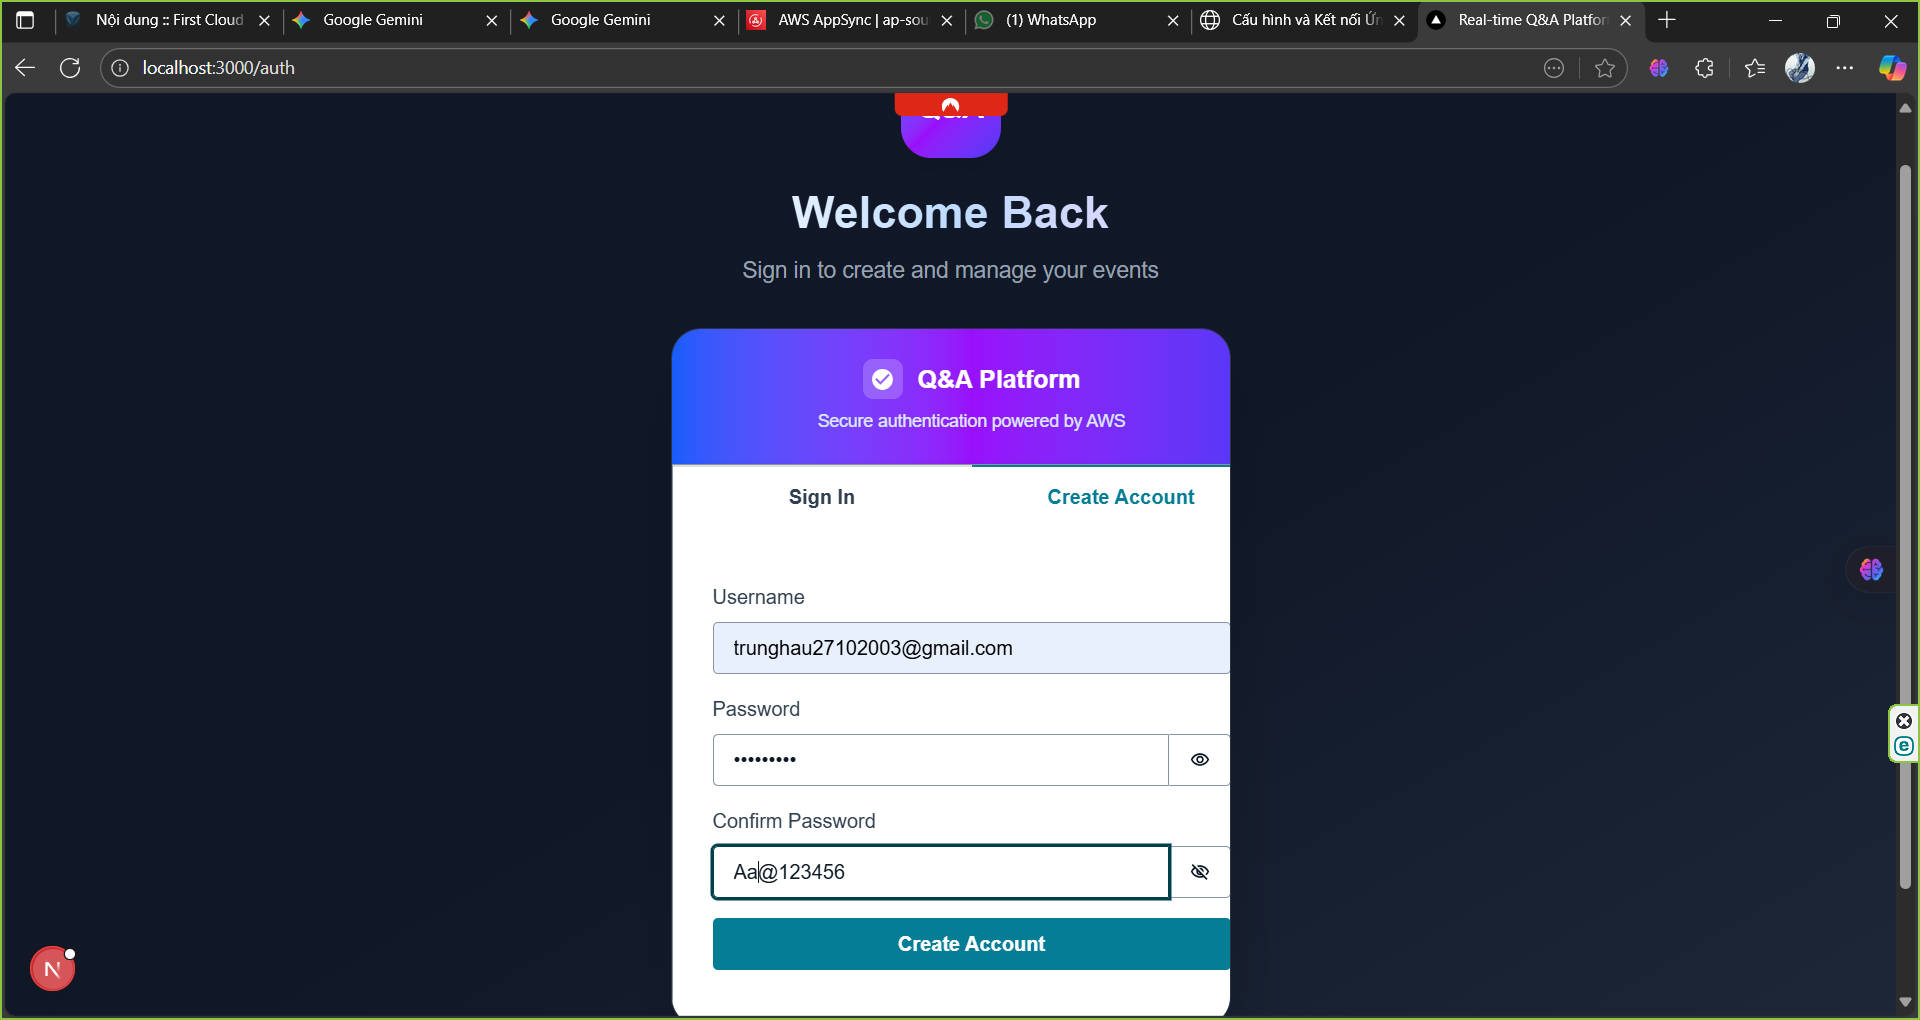 Nội dung :: First Cloud
Google Gemini
Google Gemini
AWS AppSync | ap-sou
(1) WhatsApp
Cấu hình và Kết nối Ứn
Real-time Q&A Platfor
localhost:3000/auth
Q&A
Welcome Back
Sign in to create and manage your events
Q&A Platform
Secure authentication powered by AWS
Sign In
Create Account
Username
trunghau27102003@gmail.com
Password
•••••••••
Confirm Password
Aa@123456
Create Account
N
e